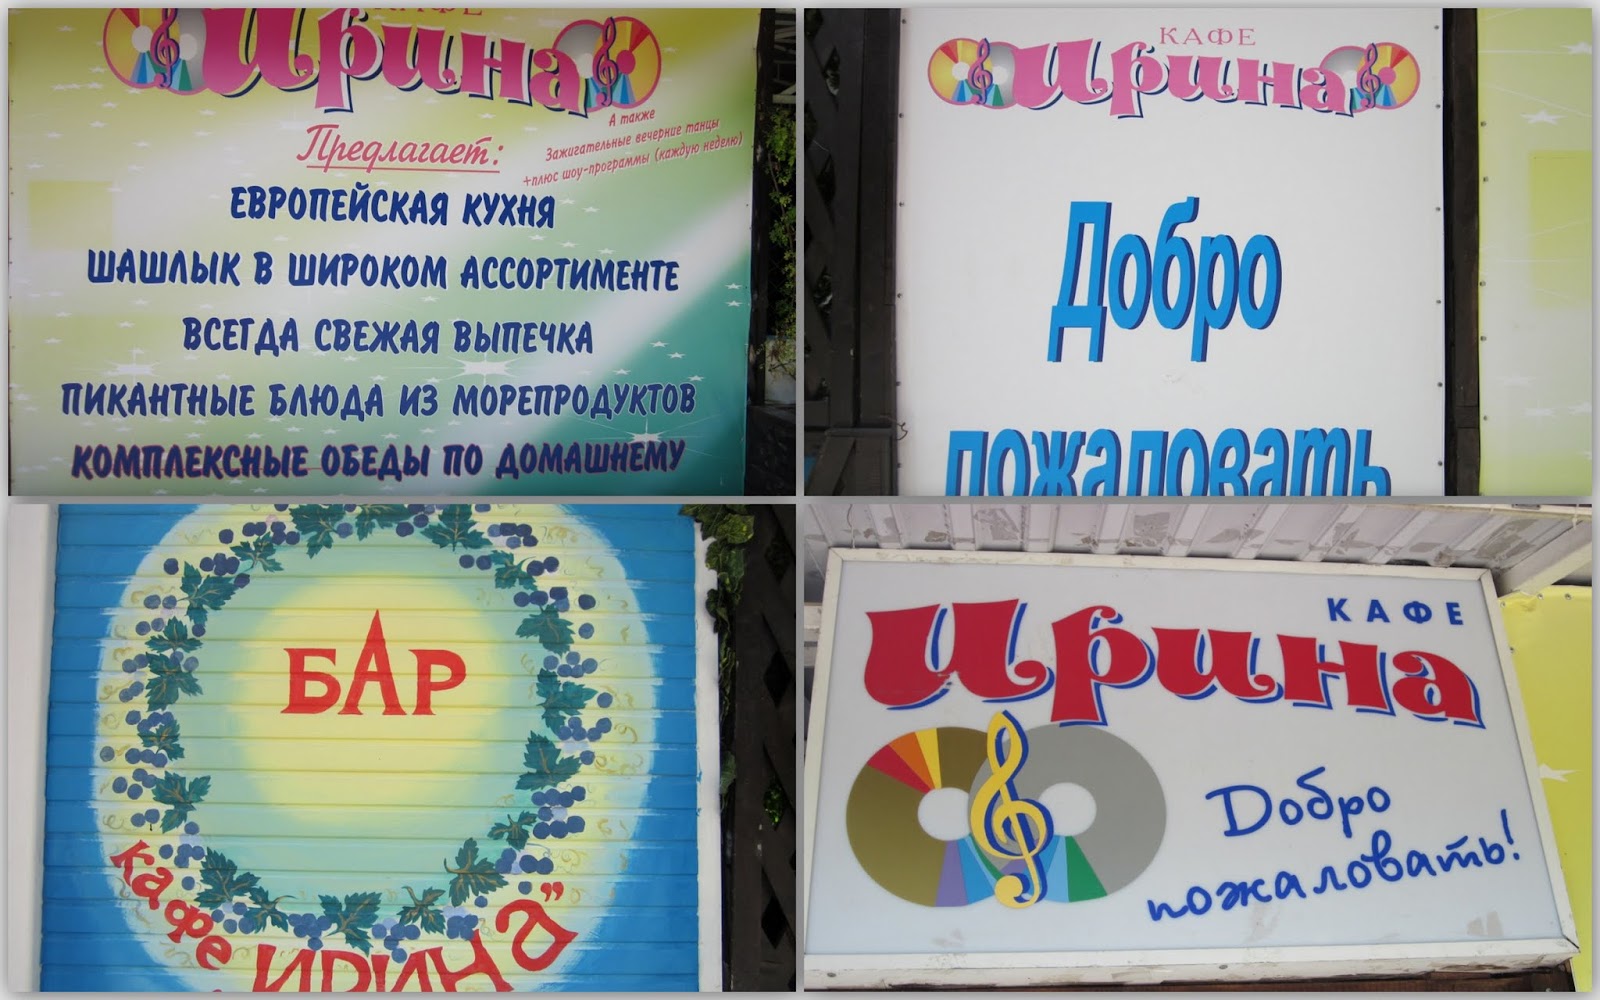 КАФЕ
Ирина
Предлагает:
А также
Зажигательные вечерние танцы
+плюс шоу-программы (каждую неделю)
ЕВРОПЕЙСКАЯ КУХНЯ
ШАШЛЫК В ШИРОКОМ АССОРТИМЕНТЕ
ВСЕГДА СВЕЖАЯ ВЫПЕЧКА
ПИКАНТНЫЕ БЛЮДА ИЗ МОРЕПРОДУКТОВ
КОМПЛЕКСНЫЕ ОБЕДЫ ПО ДОМАШНЕМУ
КАФЕ
Ирина
Добро
пожаловать
БАР
кафе „ИРИНА”
КАФЕ
Ирина
Добро
пожаловать!